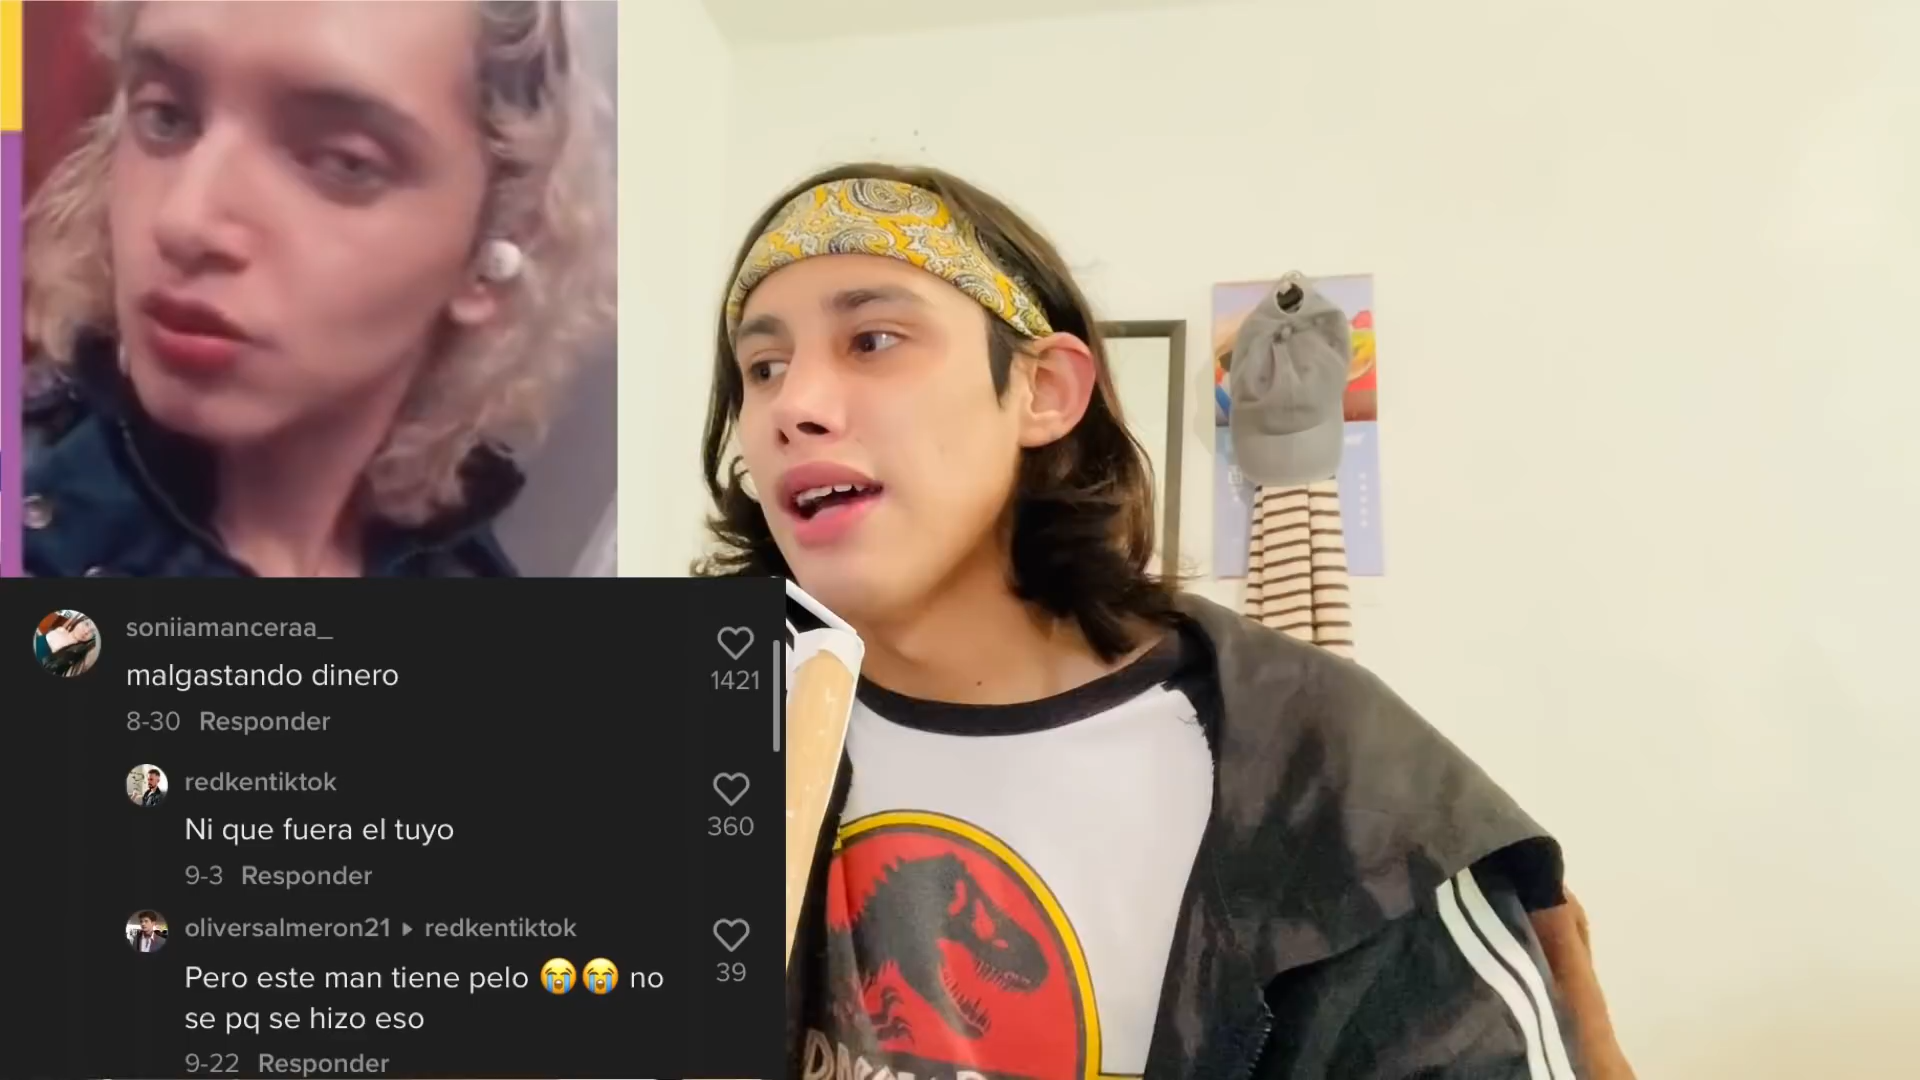 soniiamanceraa_
malgastando dinero
1421
8-30 Responder
redkentiktok
Ni que fuera el tuyo
360
9-3 Responder
oliversalmeron21 ▸ redkentiktok
Pero este man tiene pelo 😭😭 no
se pq se hizo eso
39
9-22 Responder